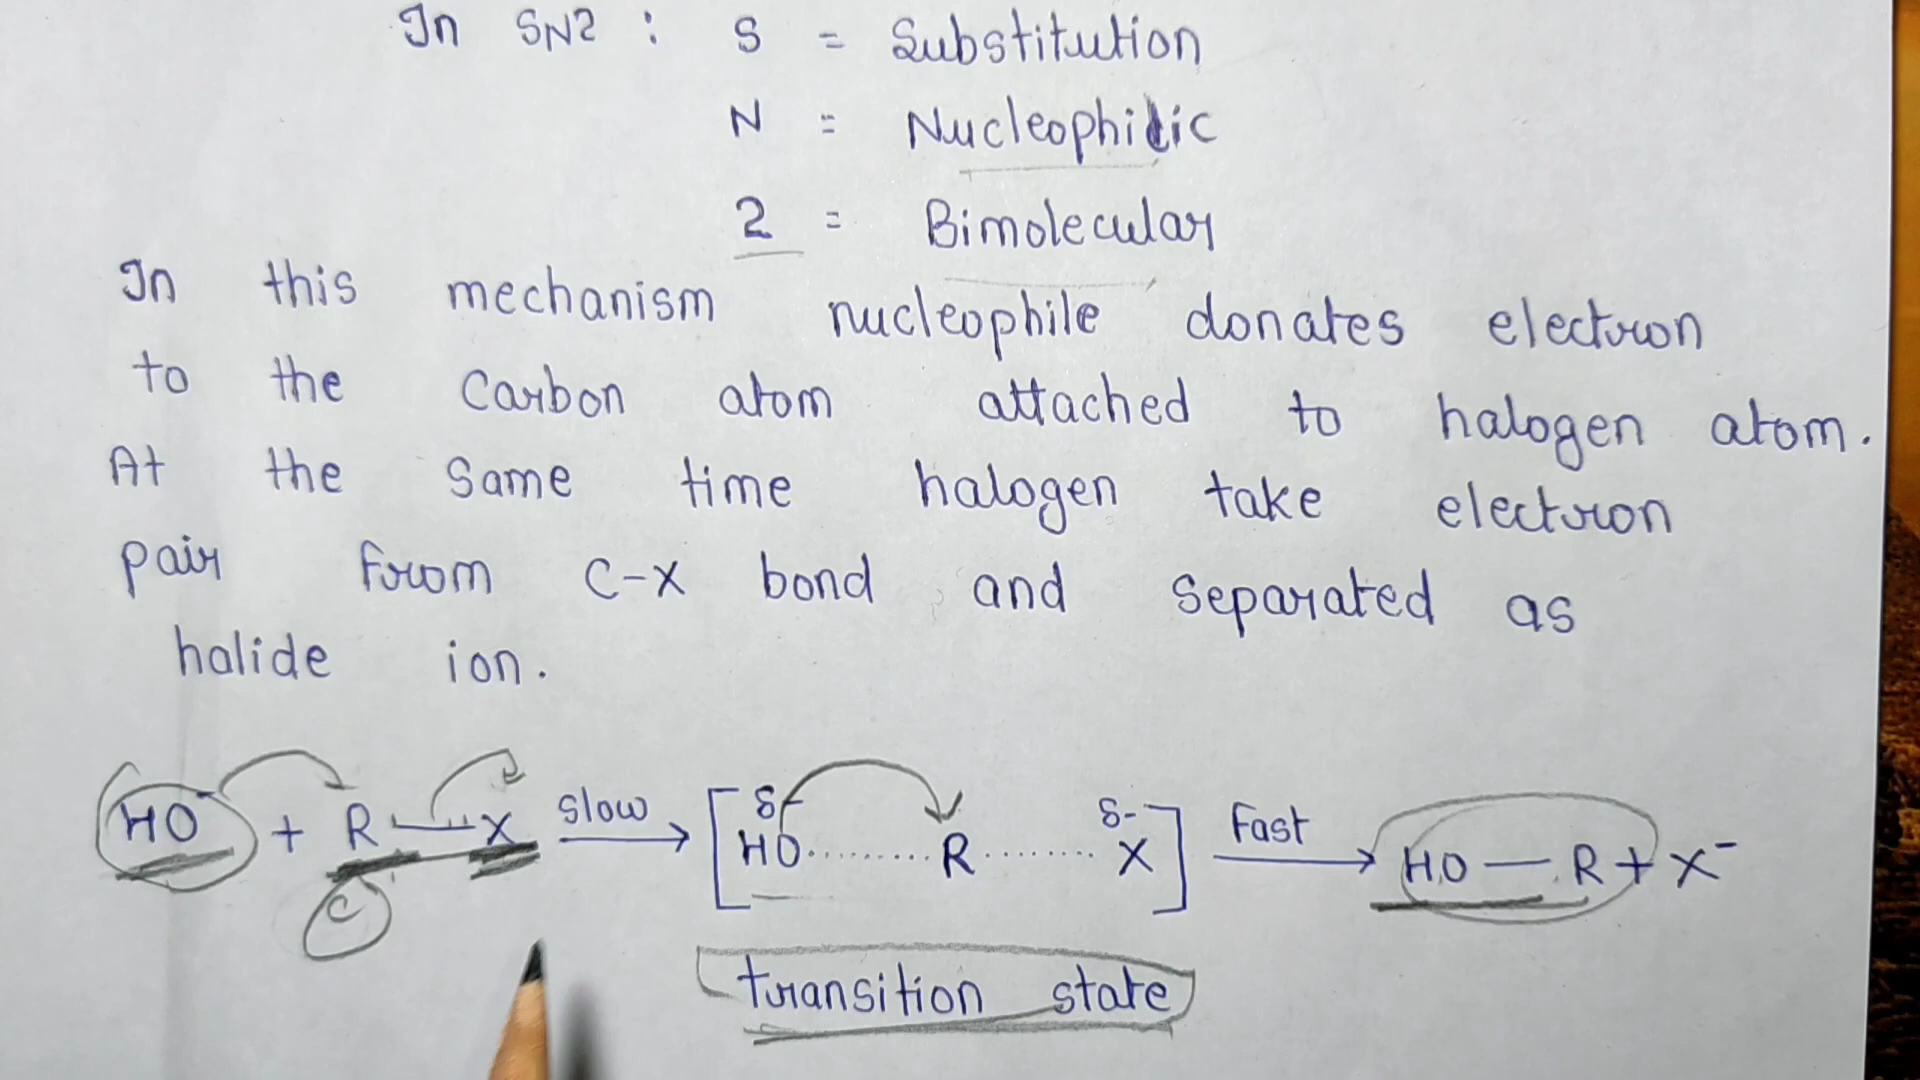 In SN2 : S = Substitution
N = Nucleophilic
2 = Bimolecular
In this mechanism nucleophile donates electron
to the Carbon atom attached to halogen atom.
At the Same time halogen take electron
pair from C-X bond and Separated as
halide ion.
HO⁻ + R — X slow → [HO δ- ........ R ........ X δ-] Fast → HO — R + X⁻
C
transition state